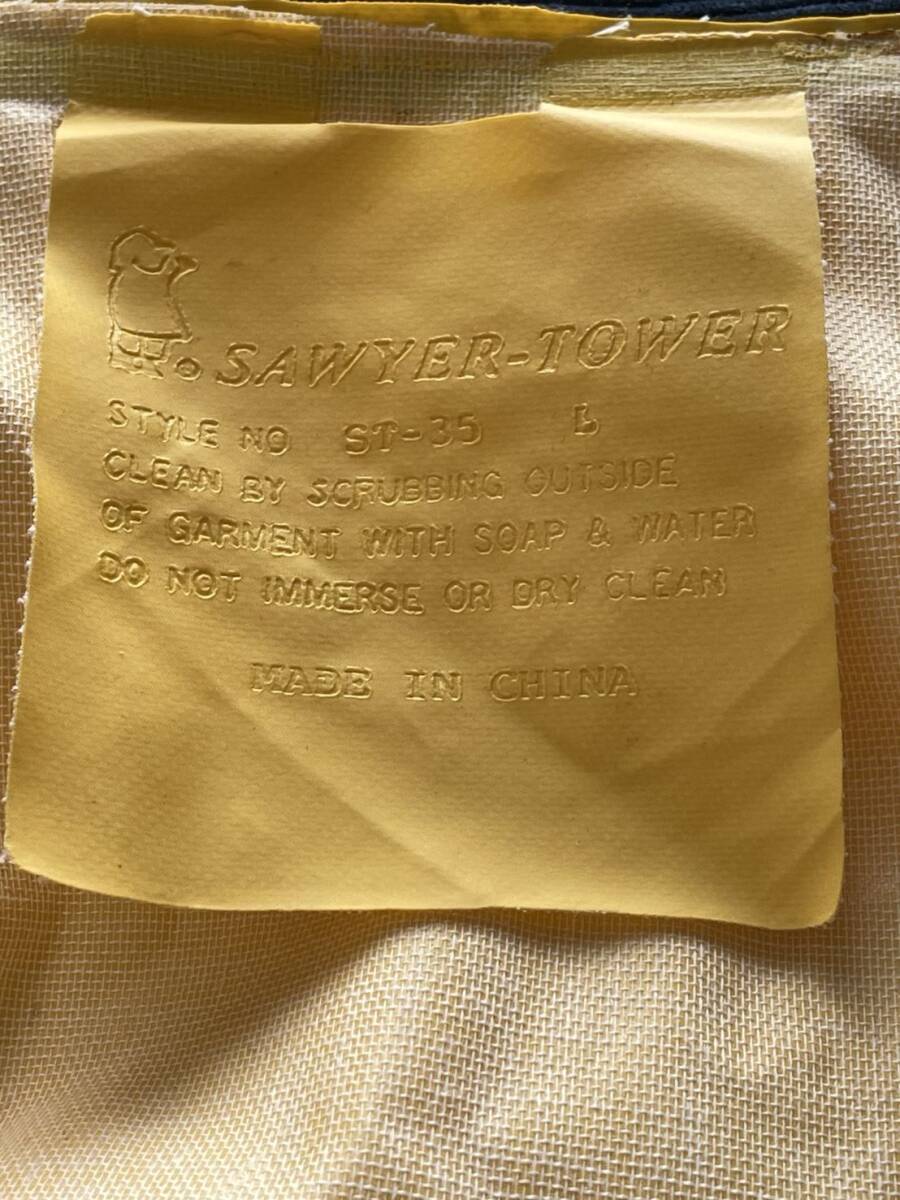 SAWYER-TOWER
STYLE NO ST-35 L
CLEAN BY SCRUBBING OUTSIDE
OF GARMENT WITH SOAP & WATER
DO NOT IMMERSE OR DRY CLEAN
MADE IN CHINA